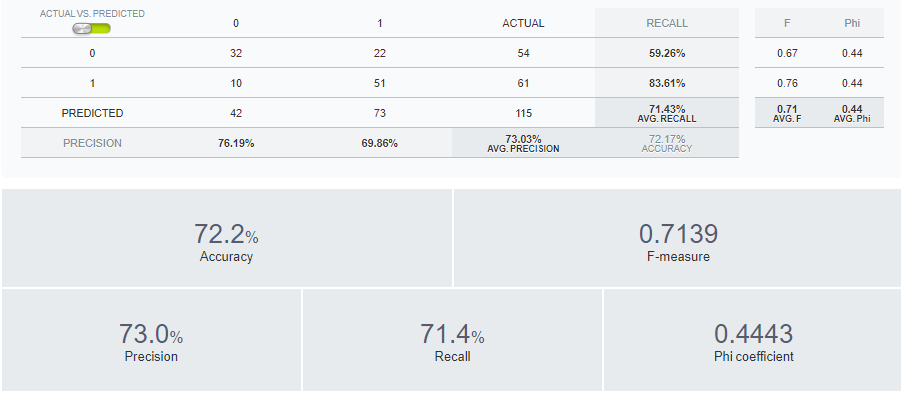 ACTUAL VS. PREDICTED 0 1 ACTUAL RECALL F Phi
0 32 22 54 59.26% 0.67 0.44
1 10 51 61 83.61% 0.76 0.44
PREDICTED 42 73 115 71.43% 0.71 0.44
AVG. RECALL AVG. F AVG. Phi
PRECISION 76.19% 69.86% 73.03% 72.17%
AVG. PRECISION ACCURACY
72.2% 0.7139
Accuracy F-measure
73.0% 71.4% 0.4443
Precision Recall Phi coefficient